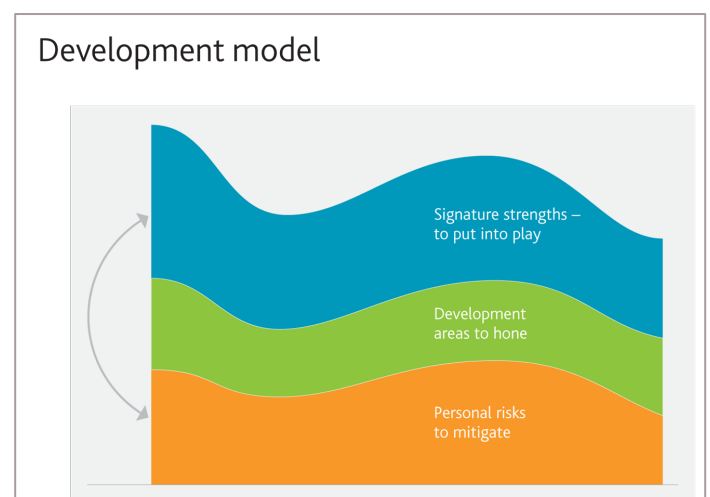 Development model
Signature strengths –
to put into play
Development
areas to hone
Personal risks
to mitigate